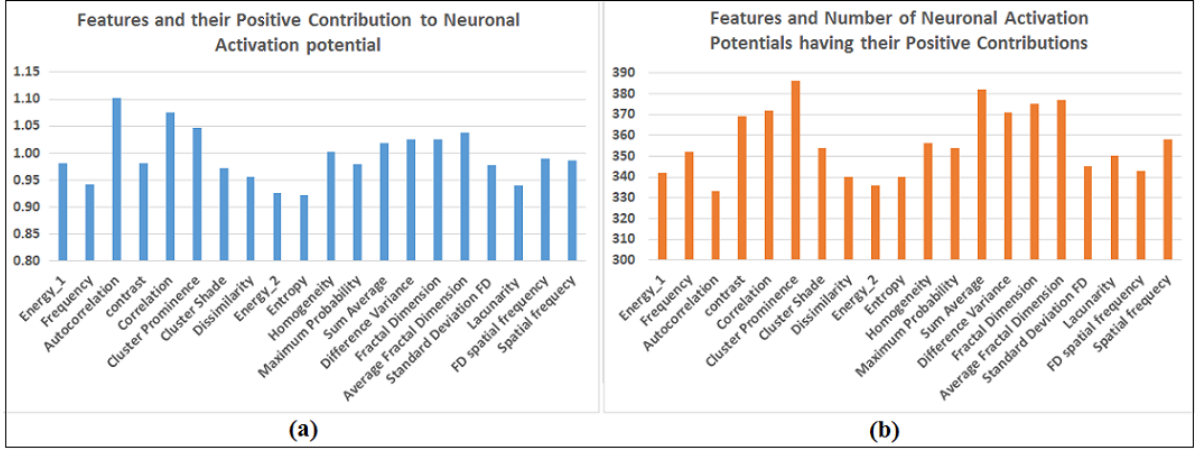 Features and their Positive Contribution to Neuronal
Activation potential
1.15
1.10
1.05
1.00
0.95
0.90
0.85
0.80
Energy_1
Frequency
Autocorrelation
contrast
Correlation
Cluster Prominence
Cluster Shade
Dissimilarity
Energy_2
Entropy
Homogeneity
Maximum Probability
Sum Average
Difference Variance
Fractal Dimension
Average Fractal Dimension
Standard Deviation FD
Lacunarity
FD spatial frequency
Spatial frequecy
(a)
Features and Number of Neuronal Activation
Potentials having their Positive Contributions
390
380
370
360
350
340
330
320
310
300
Energy_1
Frequency
Autocorrelation
contrast
Correlation
Cluster Prominence
Cluster Shade
Dissimilarity
Energy_2
Entropy
Homogeneity
Maximum Probability
Sum Average
Difference Variance
Fractal Dimension
Average Fractal Dimension
Standard Deviation FD
Lacunarity
FD spatial frequency
Spatial frequecy
(b)